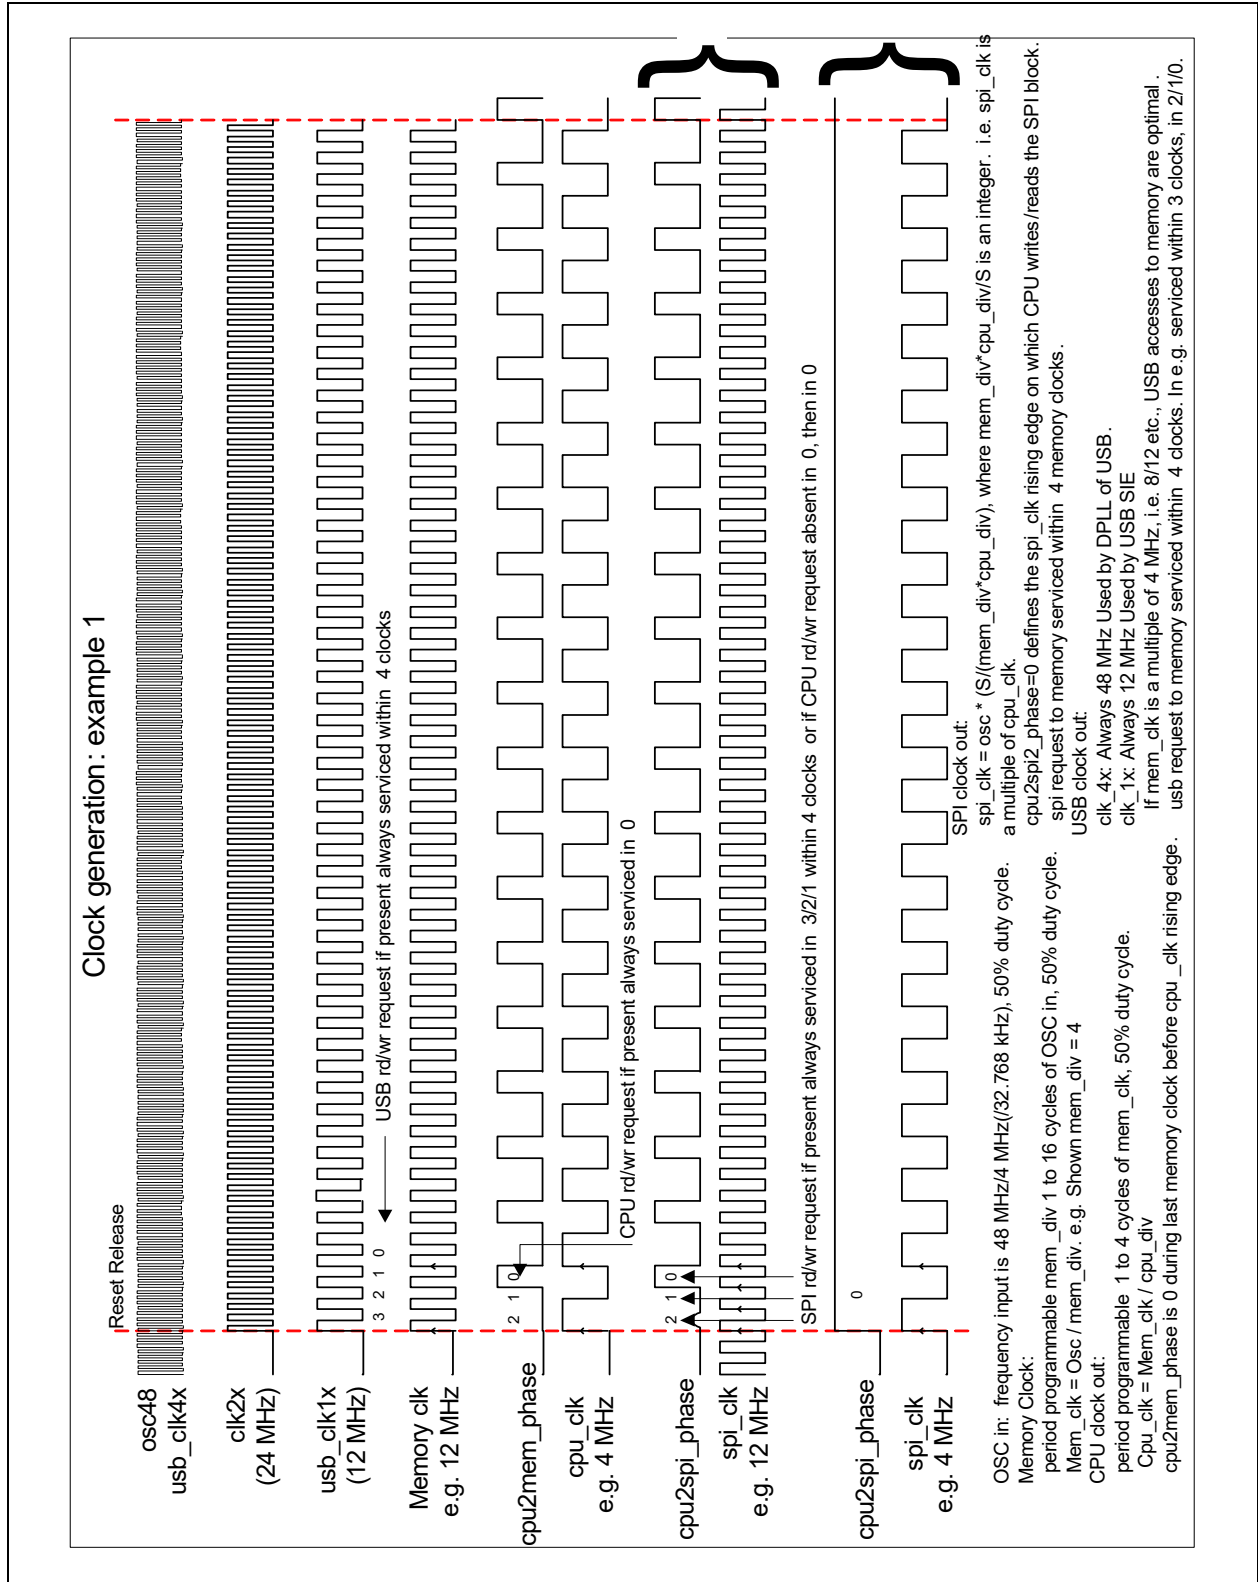 Clock generation: example 1
Reset Release
osc48
usb_clk4x
clk2x
(24 MHz)
usb_clk1x
(12 MHz)
3 2 1 0
USB rd/wr request if present always serviced within 4 clocks
Memory clk
e.g. 12 MHz
cpu2mem_phase
2 1 0
cpu_clk
e.g. 4 MHz
CPU rd/wr request if present always serviced in 0
cpu2spi_phase
2 1 0
spi_clk
e.g. 12 MHz
SPI rd/wr request if present always serviced in 3/2/1 within 4 clocks or if CPU rd/wr request absent in 0, then in 0
cpu2spi_phase
0
spi_clk
e.g. 4 MHz
OSC in: frequency input is 48 MHz/4 MHz(/32.768 kHz), 50% duty cycle.
Memory Clock:
period programmable mem_div 1 to 16 cycles of OSC in, 50% duty cycle.
Mem_clk = Osc / mem_div. e.g. Shown mem_div = 4
CPU clock out:
period programmable 1 to 4 cycles of mem_clk, 50% duty cycle.
Cpu_clk = Mem_clk / cpu_div
cpu2mem_phase is 0 during last memory clock before cpu_clk rising edge.
SPI clock out:
spi_clk = osc * (S/(mem_div*cpu_div), where mem_div*cpu_div/S is an integer. i.e. spi_clk is
a multiple of cpu_clk.
cpu2spi2_phase=0 defines the spi_clk rising edge on which CPU writes/reads the SPI block.
spi request to memory serviced within 4 memory clocks.
USB clock out:
clk_4x: Always 48 MHz Used by DPLL of USB.
clk_1x: Always 12 MHz Used by USB SIE
If mem_clk is a multiple of 4 MHz, i.e. 8/12 etc., USB accesses to memory are optimal.
usb request to memory serviced within 4 clocks. In e.g. serviced within 3 clocks, in 2/1/0.